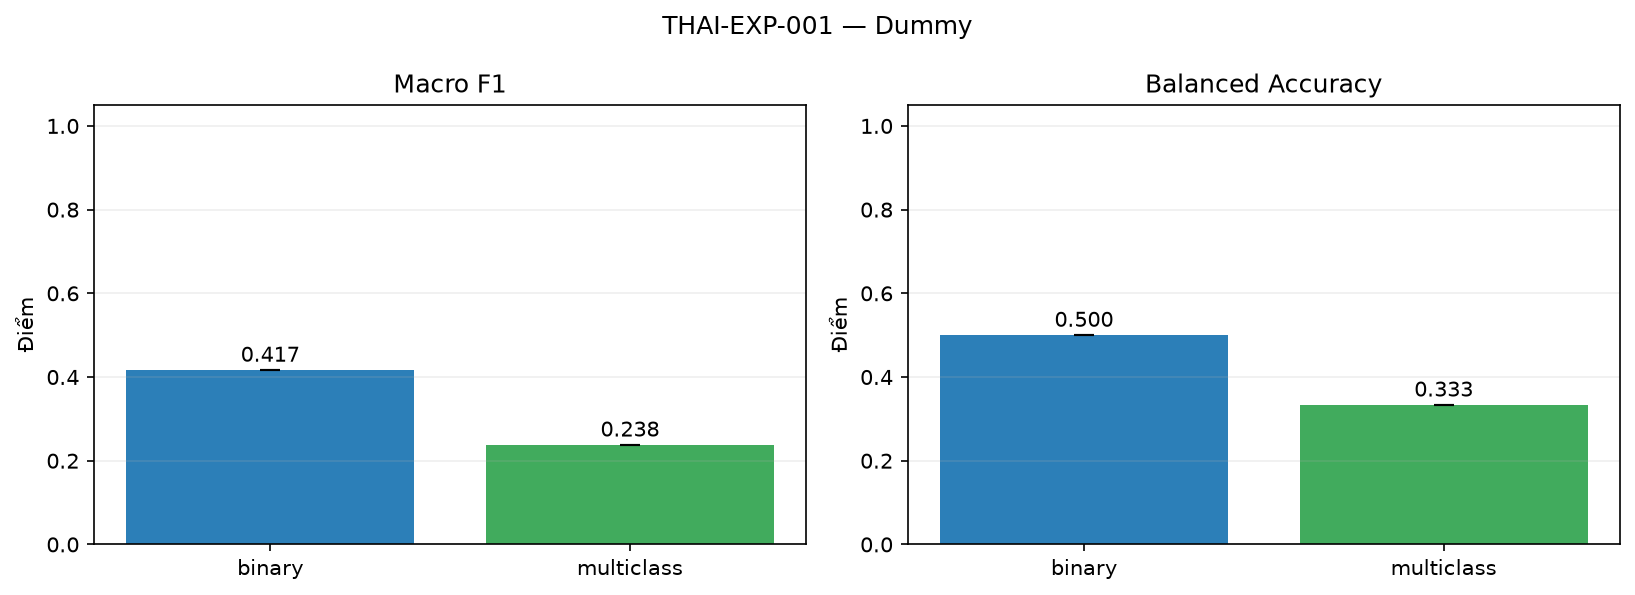 THAI-EXP-001 — Dummy
Macro F1
Điểm
1.0
0.8
0.6
0.4
0.2
0.0
0.417
0.238
binary
multiclass
Balanced Accuracy
Điểm
1.0
0.8
0.6
0.4
0.2
0.0
0.500
0.333
binary
multiclass